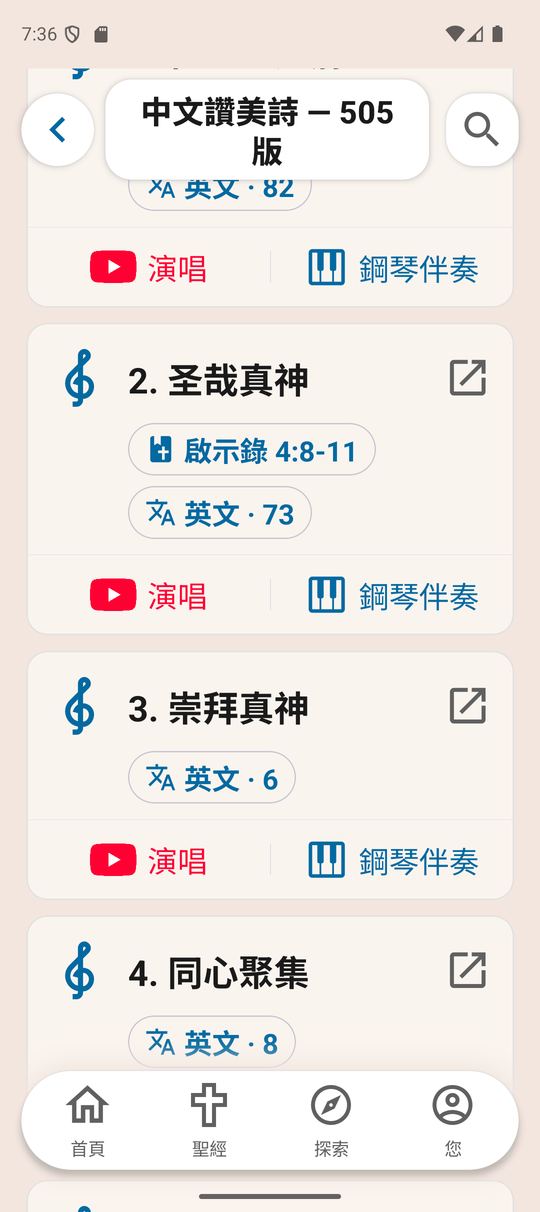 7:36
中文讚美詩 – 505
版
英文 · 82
演唱
鋼琴伴奏
2. 圣哉真神
啟示錄 4:8-11
英文 · 73
演唱
鋼琴伴奏
3. 崇拜真神
英文 · 6
演唱
鋼琴伴奏
4. 同心聚集
英文 · 8
首頁
聖經
探索
您